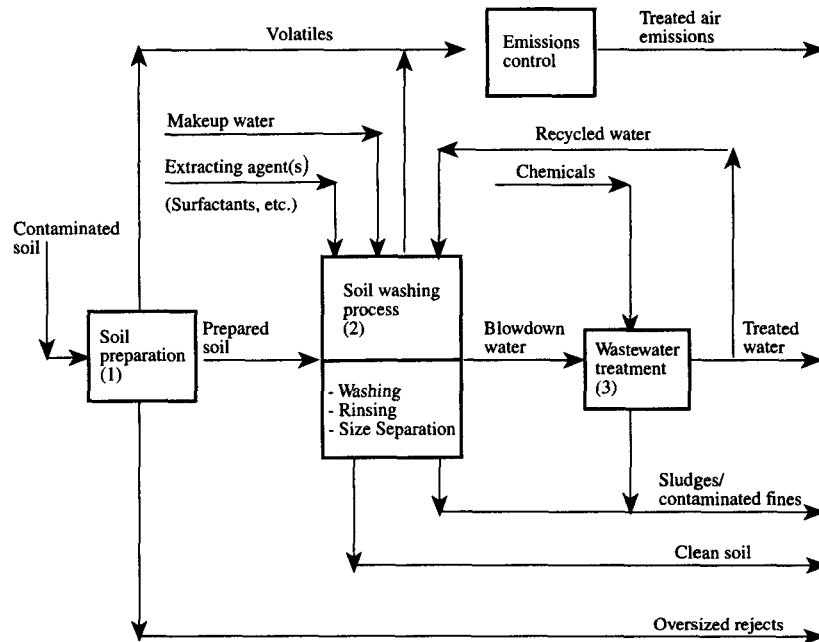 Volatiles
Emissions
control
Treated air
emissions
Makeup water
Recycled water
Extracting agent(s)
(Surfactants, etc.)
Chemicals
Contaminated
soil
Soil
preparation
(1)
Prepared
soil
Soil washing
process
(2)
- Washing
- Rinsing
- Size Separation
Blowdown
water
Wastewater
treatment
(3)
Treated
water
Sludges/
contaminated fines
Clean soil
Oversized rejects